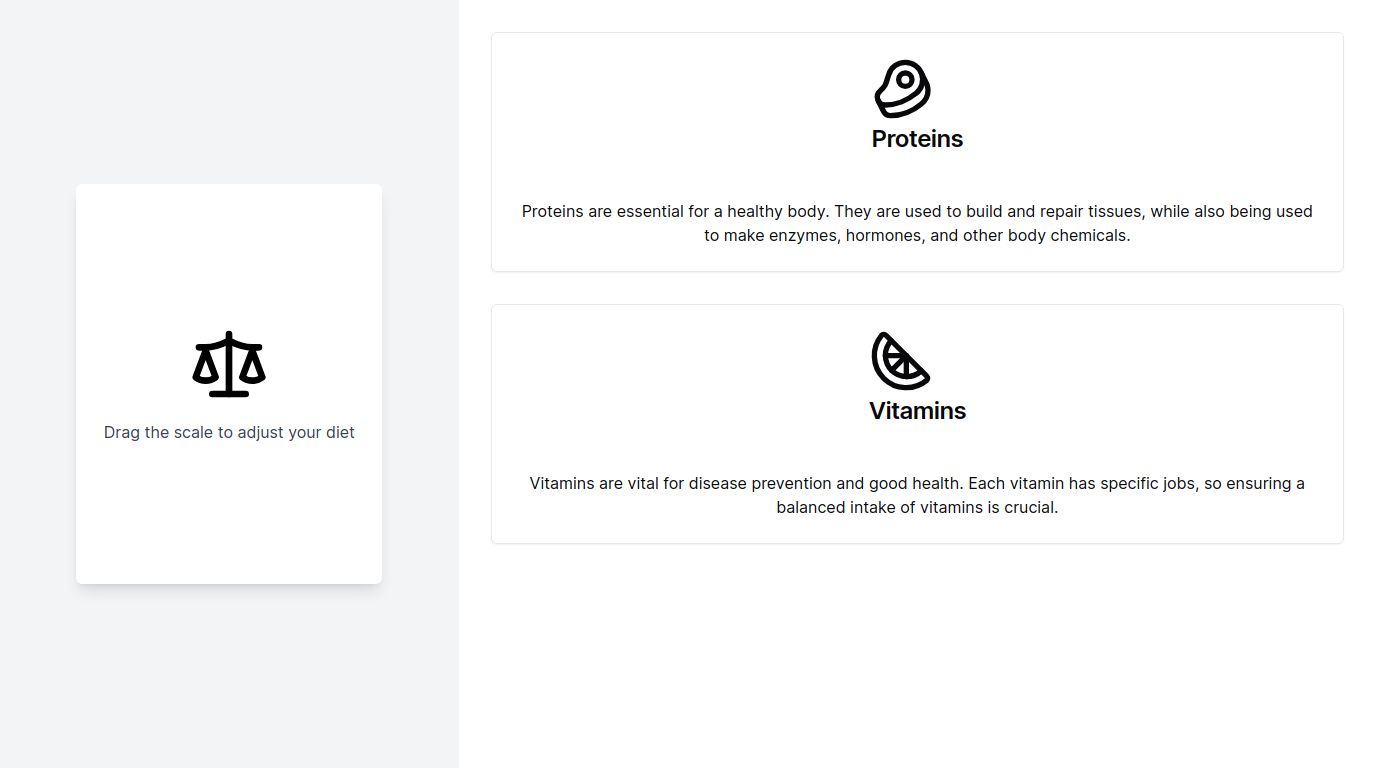 Drag the scale to adjust your diet
Proteins
Proteins are essential for a healthy body. They are used to build and repair tissues, while also being used
to make enzymes, hormones, and other body chemicals.
Vitamins
Vitamins are vital for disease prevention and good health. Each vitamin has specific jobs, so ensuring a
balanced intake of vitamins is crucial.